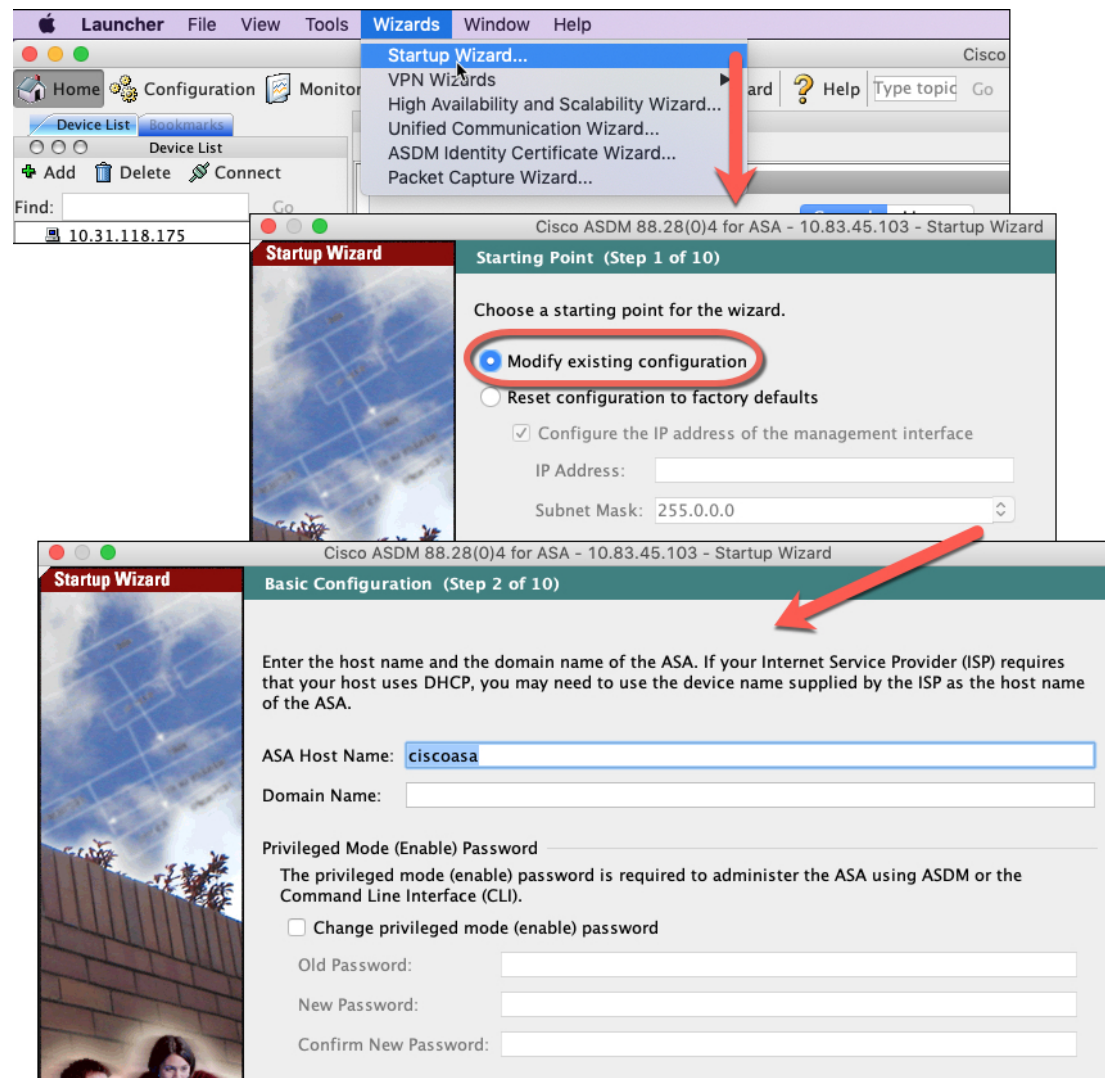 Launcher File View Tools Wizards Window Help
Startup Wizard...
Cisco
VPN Wizards
Home Configuration Monitor
ard Help Type topic Go
High Availability and Scalability Wizard...
Device List Bookmarks
Unified Communication Wizard...
Device List
ASDM Identity Certificate Wizard...
Add Delete Connect
Packet Capture Wizard...
Find: Go
10.31.118.175
Cisco ASDM 88.28(0)4 for ASA - 10.83.45.103 - Startup Wizard
Startup Wizard
Starting Point (Step 1 of 10)
Choose a starting point for the wizard.
Modify existing configuration
Reset configuration to factory defaults
Configure the IP address of the management interface
IP Address:
Subnet Mask: 255.0.0.0
Cisco ASDM 88.28(0)4 for ASA - 10.83.45.103 - Startup Wizard
Startup Wizard
Basic Configuration (Step 2 of 10)
Enter the host name and the domain name of the ASA. If your Internet Service Provider (ISP) requires
that your host uses DHCP, you may need to use the device name supplied by the ISP as the host name
of the ASA.
ASA Host Name: ciscoasa
Domain Name:
Privileged Mode (Enable) Password
The privileged mode (enable) password is required to administer the ASA using ASDM or the
Command Line Interface (CLI).
Change privileged mode (enable) password
Old Password:
New Password:
Confirm New Password: